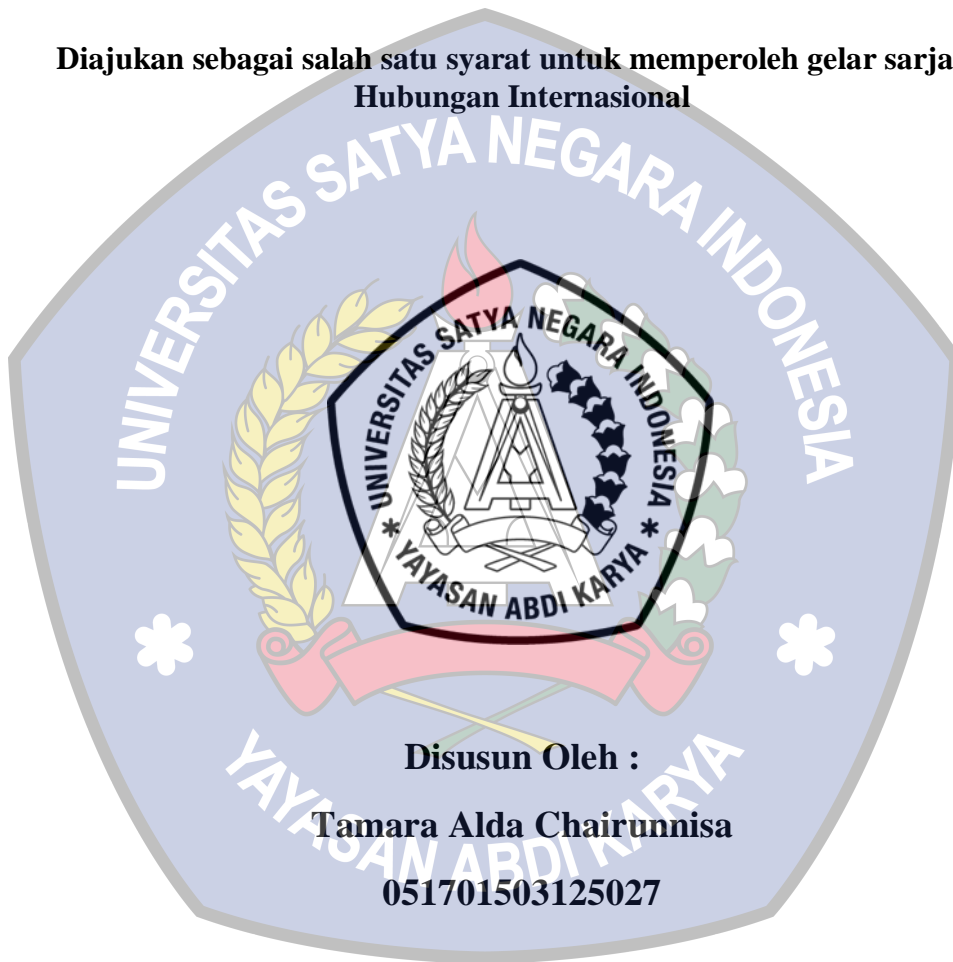 Diajukan sebagai salah satu syarat untuk memperoleh gelar sarja
Hubungan Internasional
UNIVERSITAS SATYA NEGARA INDONESIA
UNIVERSITAS SATYA NEGARA INDONESIA
* YAYASAN ABDI KARYA *
Disusun Oleh :
* YAYASAN ABDI KARYA *
Tamara Alda Chairunnisa
051701503125027